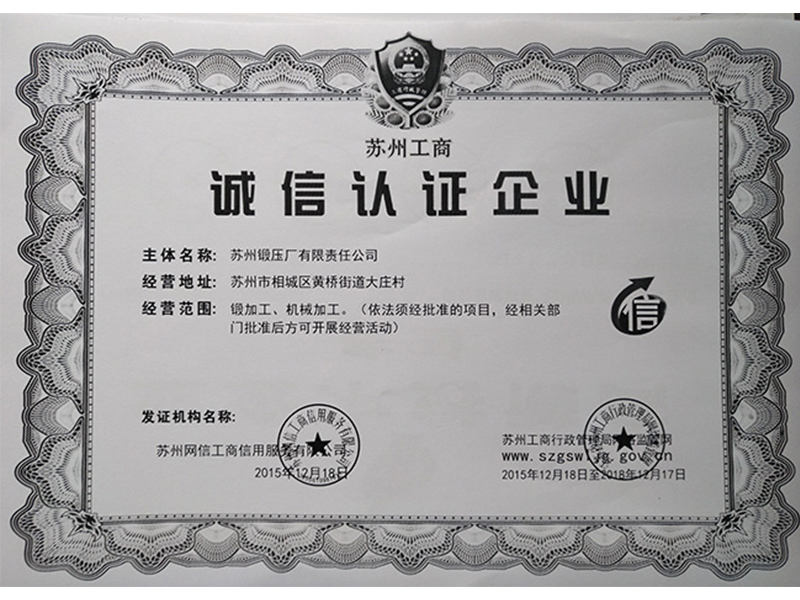 苏州工商
诚信认证企业
主体名称: 苏州锻压厂有限责任公司
经营地址: 苏州市相城区黄桥街道大庄村
经营范围: 锻加工、机械加工。(依法须经批准的项目,经相关部
门批准后方可开展经营活动)
信
发证机构名称:
苏州网信工商信用服务有限公司
2015年12月18日
苏州工商行政管理局网络监管网
www.szgswljg.gov.cn
2015年12月18日至2018年12月17日